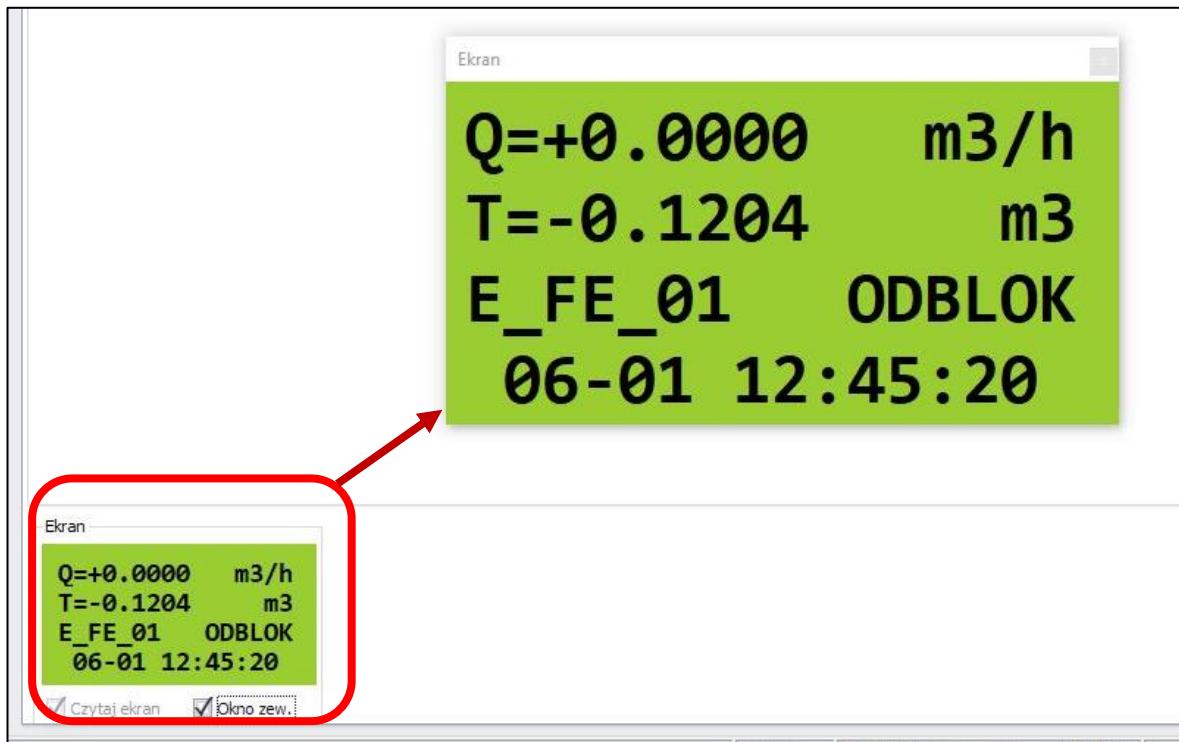 Ekran
Q=+0.0000 m3/h
T=-0.1204 m3
E_FE_01 ODBLOK
06-01 12:45:20
Ekran
Q=+0.0000 m3/h
T=-0.1204 m3
E_FE_01 ODBLOK
06-01 12:45:20
Czytaj ekran Okno zew.